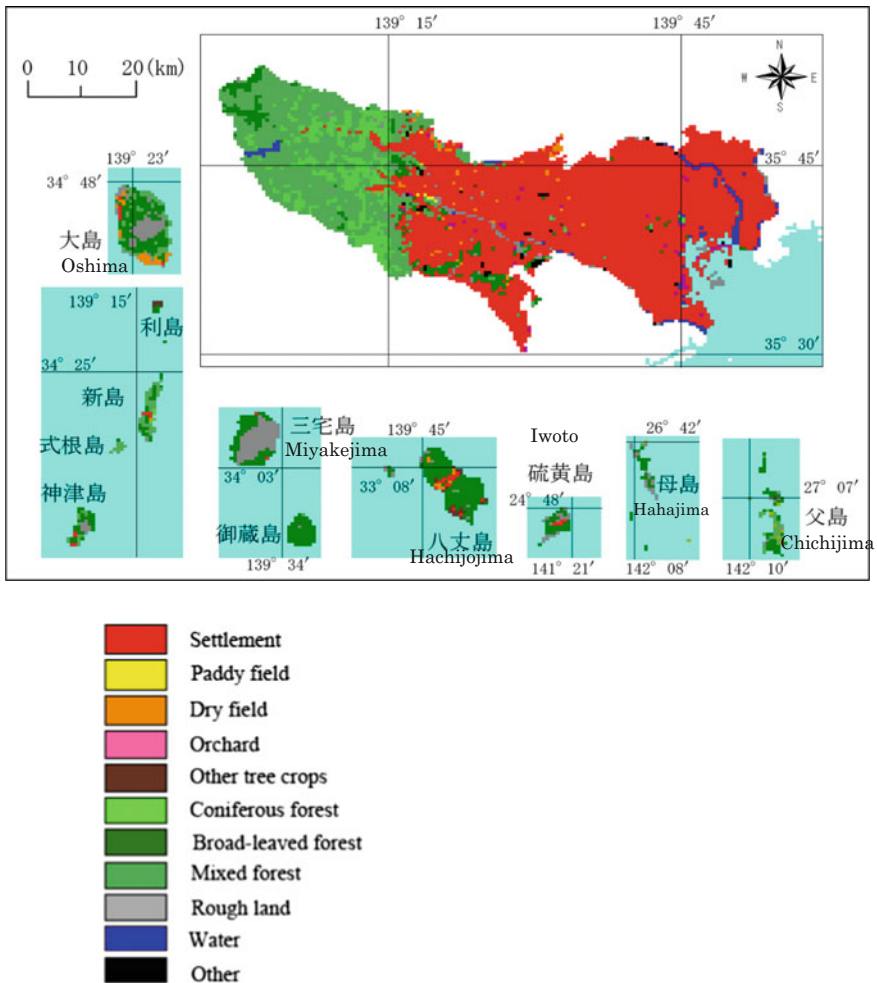 139° 15′
139° 45′
N
W
E
S
0 10 20(km)
35° 45′
35° 30′
139° 23′
34° 48′
大島
Oshima
139° 15′
利島
34° 25′
新島
式根島
神津島
三宅島
Miyakejima
34° 03′
御蔵島
139° 34′
139° 45′
33° 08′
八丈島
Hachijojima
Iwoto
硫黄島
24° 48′
141° 21′
26° 42′
母島
Hahajima
142° 08′
27° 07′
父島
Chichijima
142° 10′
Settlement
Paddy field
Dry field
Orchard
Other tree crops
Coniferous forest
Broad-leaved forest
Mixed forest
Rough land
Water
Other